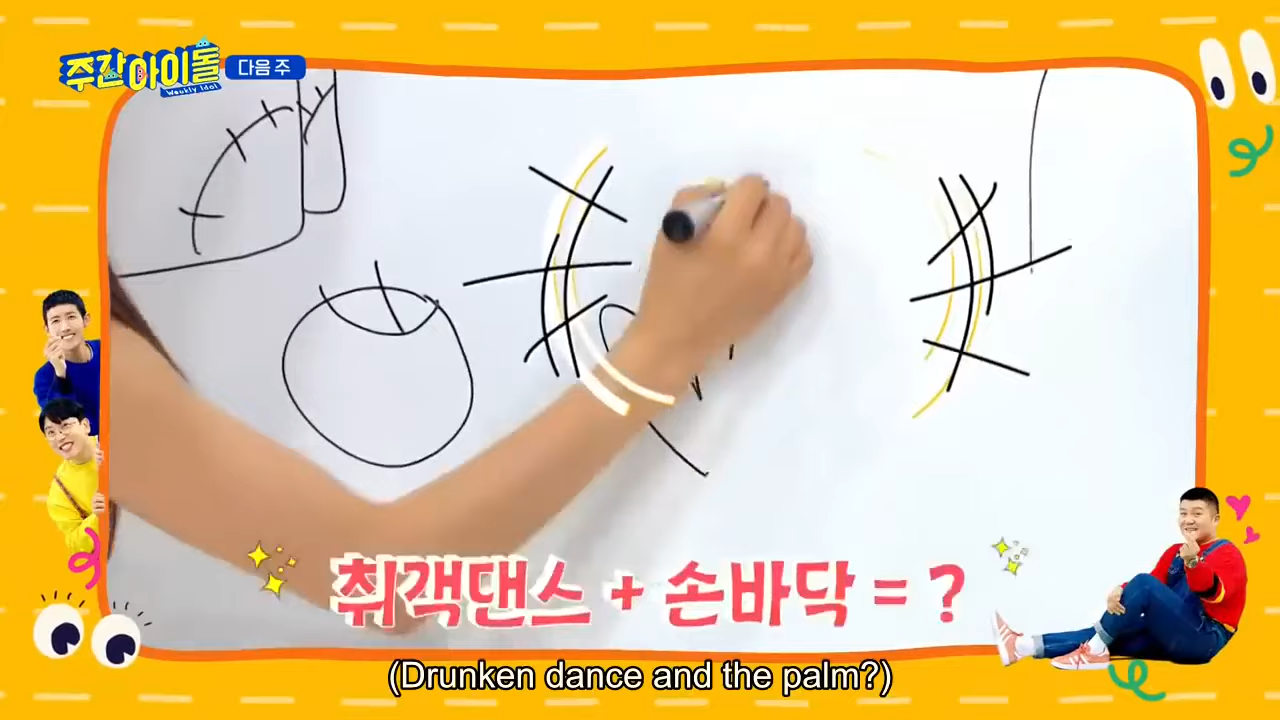 주간아이돌 다음 주
Weekly Idol
취객댄스 + 손바닥 = ?
(Drunken dance and the palm?)